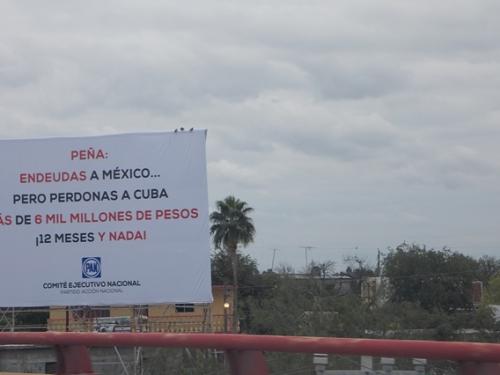 PEÑA:
ENDEUDAS A MÉXICO...
PERO PERDONAS A CUBA
ÁS DE 6 MIL MILLONES DE PESOS
¡12 MESES Y NADA!
PAN
COMITÉ EJECUTIVO NACIONAL
PARTIDO ACCIÓN NACIONAL